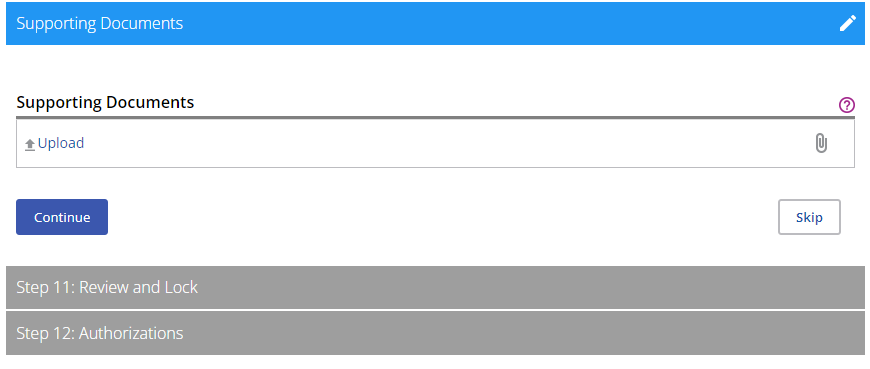 Supporting Documents
Supporting Documents
Upload
Continue
Skip
Step 11: Review and Lock
Step 12: Authorizations